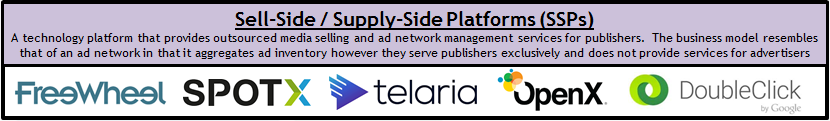 Sell-Side / Supply-Side Platforms (SSPs)
A technology platform that provides outsourced media selling and ad network management services for publishers. The business model resembles
that of an ad network in that it aggregates ad inventory however they serve publishers exclusively and does not provide services for advertisers
FreeWheel SPOTX telaria OpenX DoubleClick
by Google